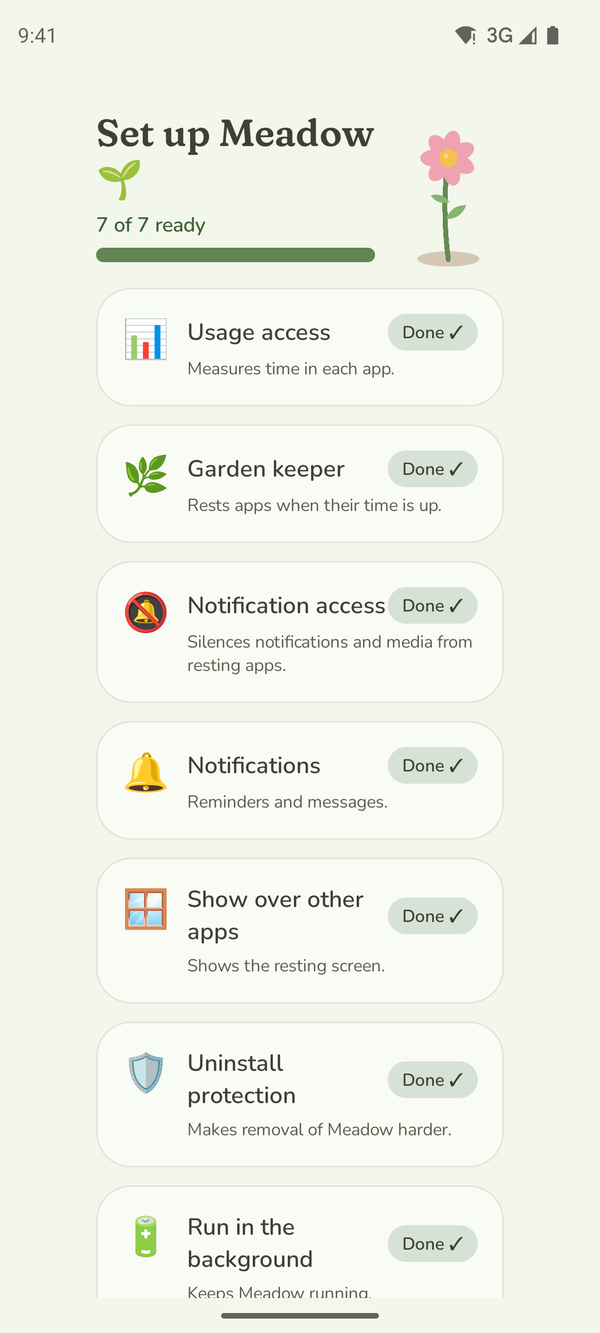 9:41
3G
Set up Meadow
🌱
7 of 7 ready
Usage access
Done ✓
Measures time in each app.
Garden keeper
Done ✓
Rests apps when their time is up.
Notification access
Done ✓
Silences notifications and media from
resting apps.
Notifications
Done ✓
Reminders and messages.
Show over other
apps
Done ✓
Shows the resting screen.
Uninstall
protection
Done ✓
Makes removal of Meadow harder.
Run in the
background
Done ✓
Keeps Meadow running.